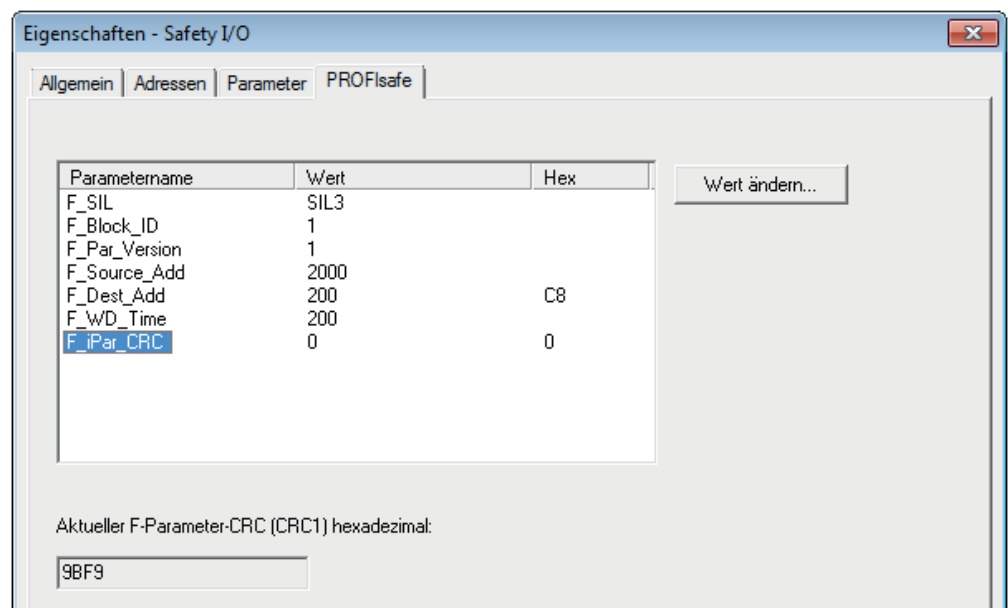 Eigenschaften - Safety I/O
Allgemein Adressen Parameter PROFIsafe
Parametername Wert Hex
Wert ändern...
F_SIL SIL3
F_Block_ID 1
F_Par_Version 1
F_Source_Add 2000
F_Dest_Add 200 C8
F_WD_Time 200
F_iPar_CRC 0 0
Aktueller F-Parameter-CRC (CRC1) hexadezimal:
9BF9